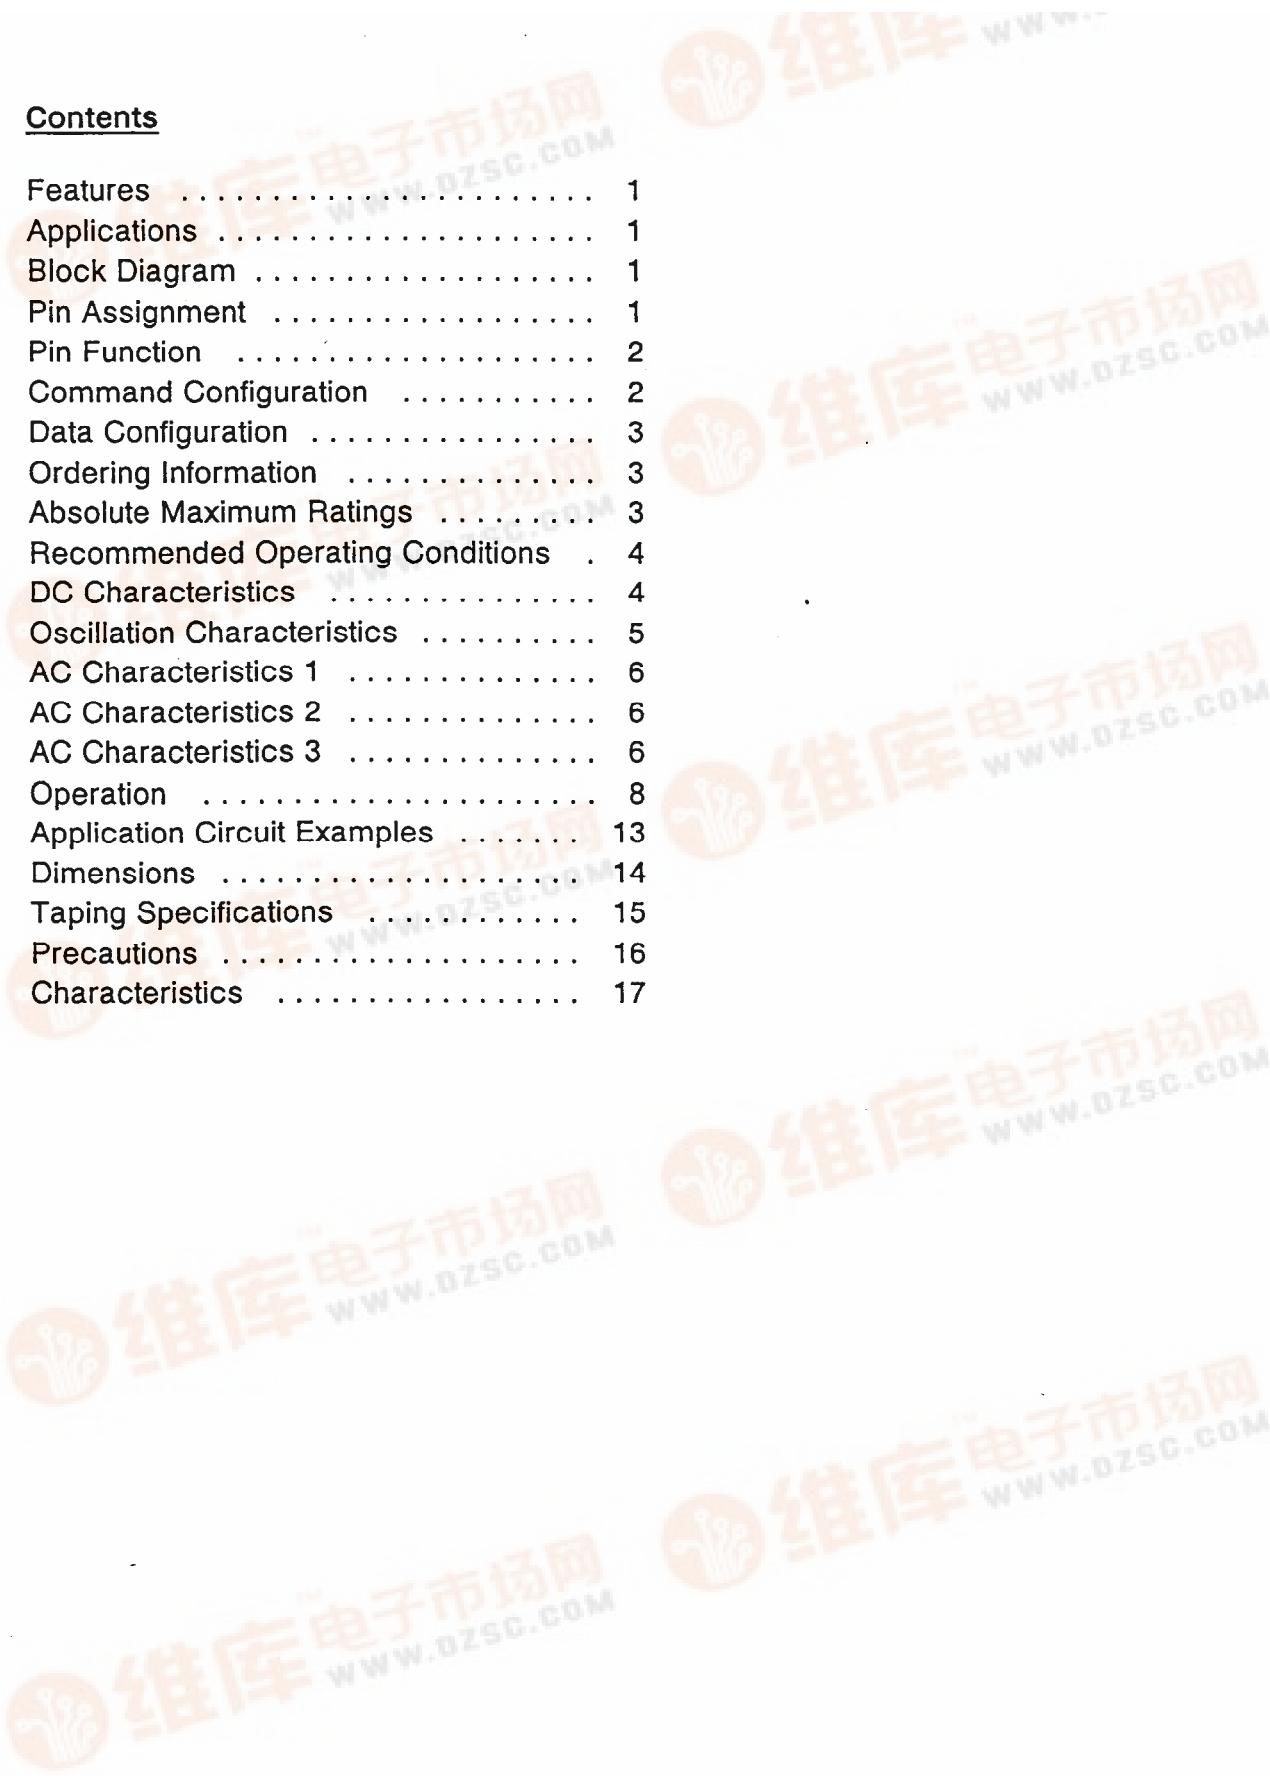 Contents
Features ....................... 1
Applications ..................... 1
Block Diagram ................... 1
Pin Assignment .................. 1
Pin Function .................... 2
Command Configuration ........... 2
Data Configuration ................ 3
Ordering Information .............. 3
Absolute Maximum Ratings ......... 3
Recommended Operating Conditions . 4
DC Characteristics ............... 4
Oscillation Characteristics .......... 5
AC Characteristics 1 .............. 6
AC Characteristics 2 .............. 6
AC Characteristics 3 .............. 6
Operation ...................... 8
Application Circuit Examples ....... 13
Dimensions .................... 14
Taping Specifications ............ 15
Precautions .................... 16
Characteristics ................. 17
维库电子市场网™
WWW.DZSC.COM